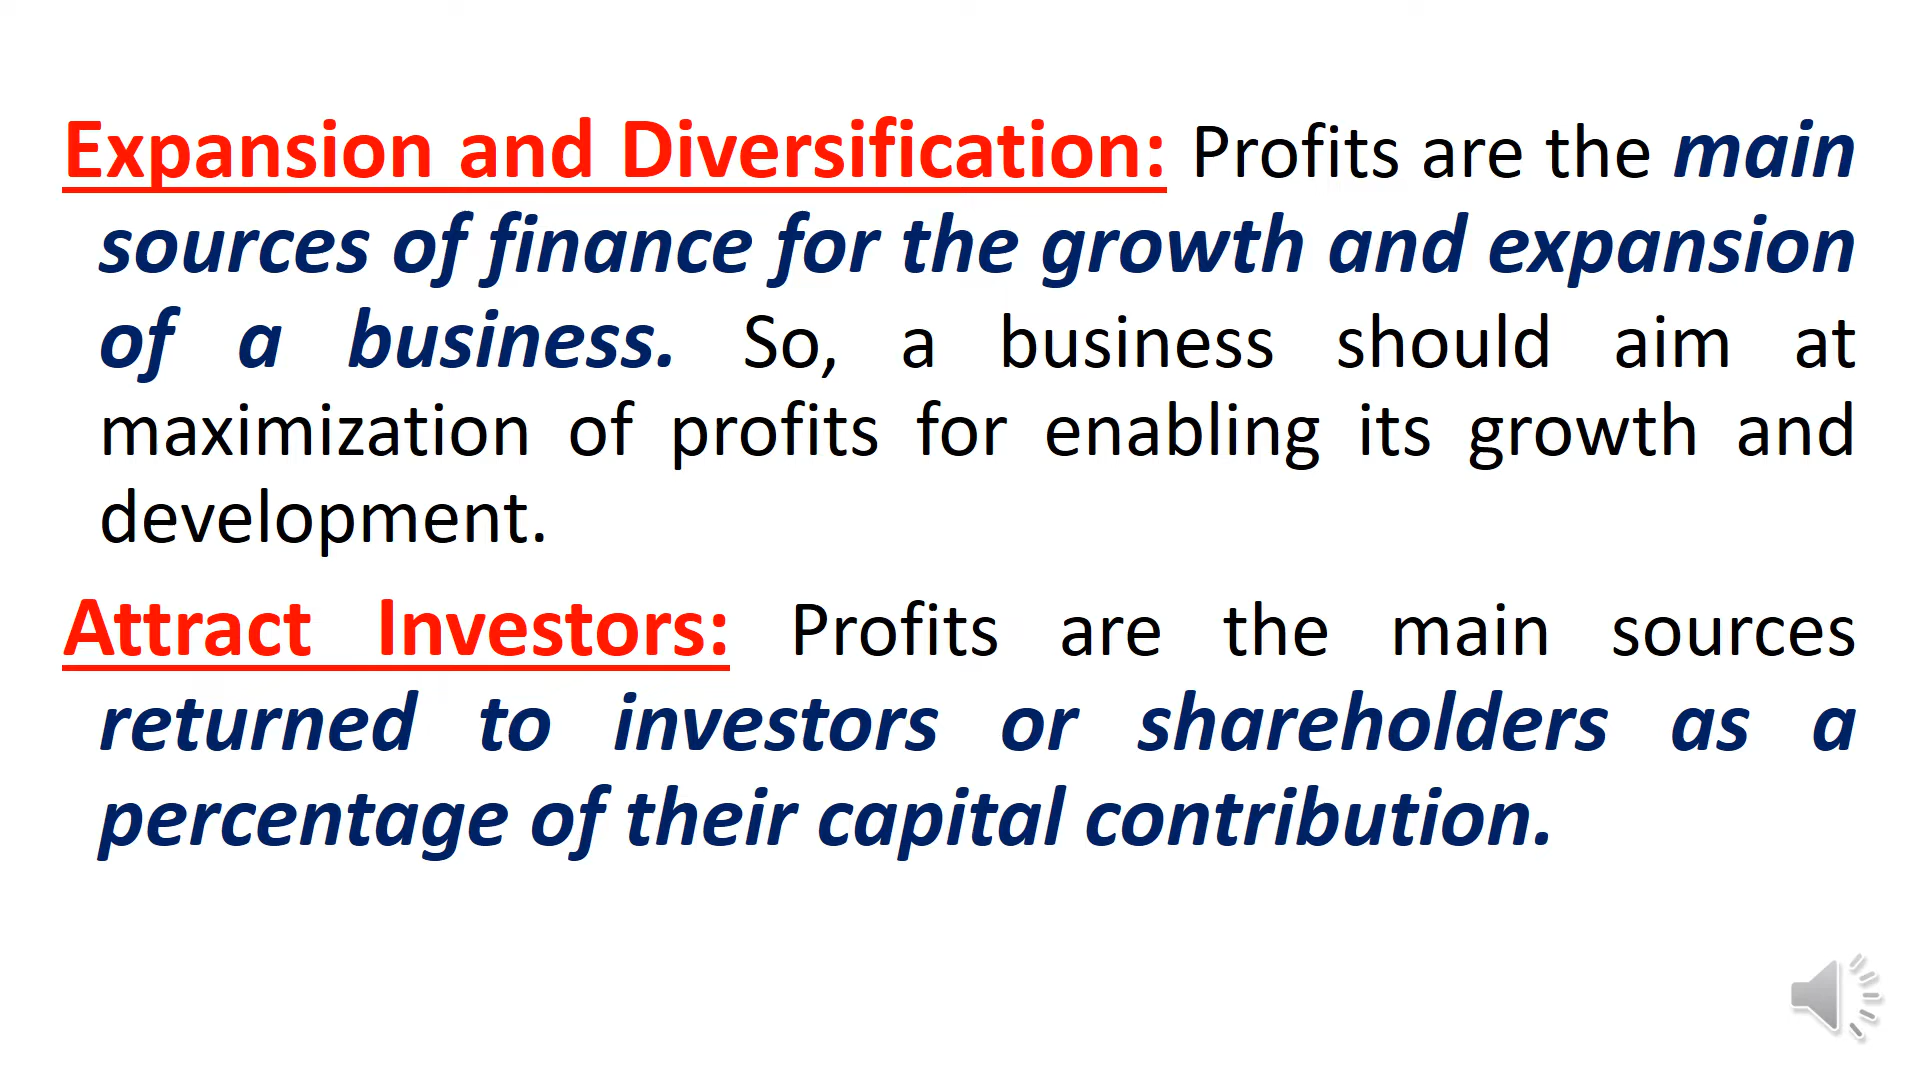 Expansion and Diversification: Profits are the main
sources of finance for the growth and expansion
of a business. So, a business should aim at
maximization of profits for enabling its growth and
development.
Attract Investors: Profits are the main sources
returned to investors or shareholders as a
percentage of their capital contribution.